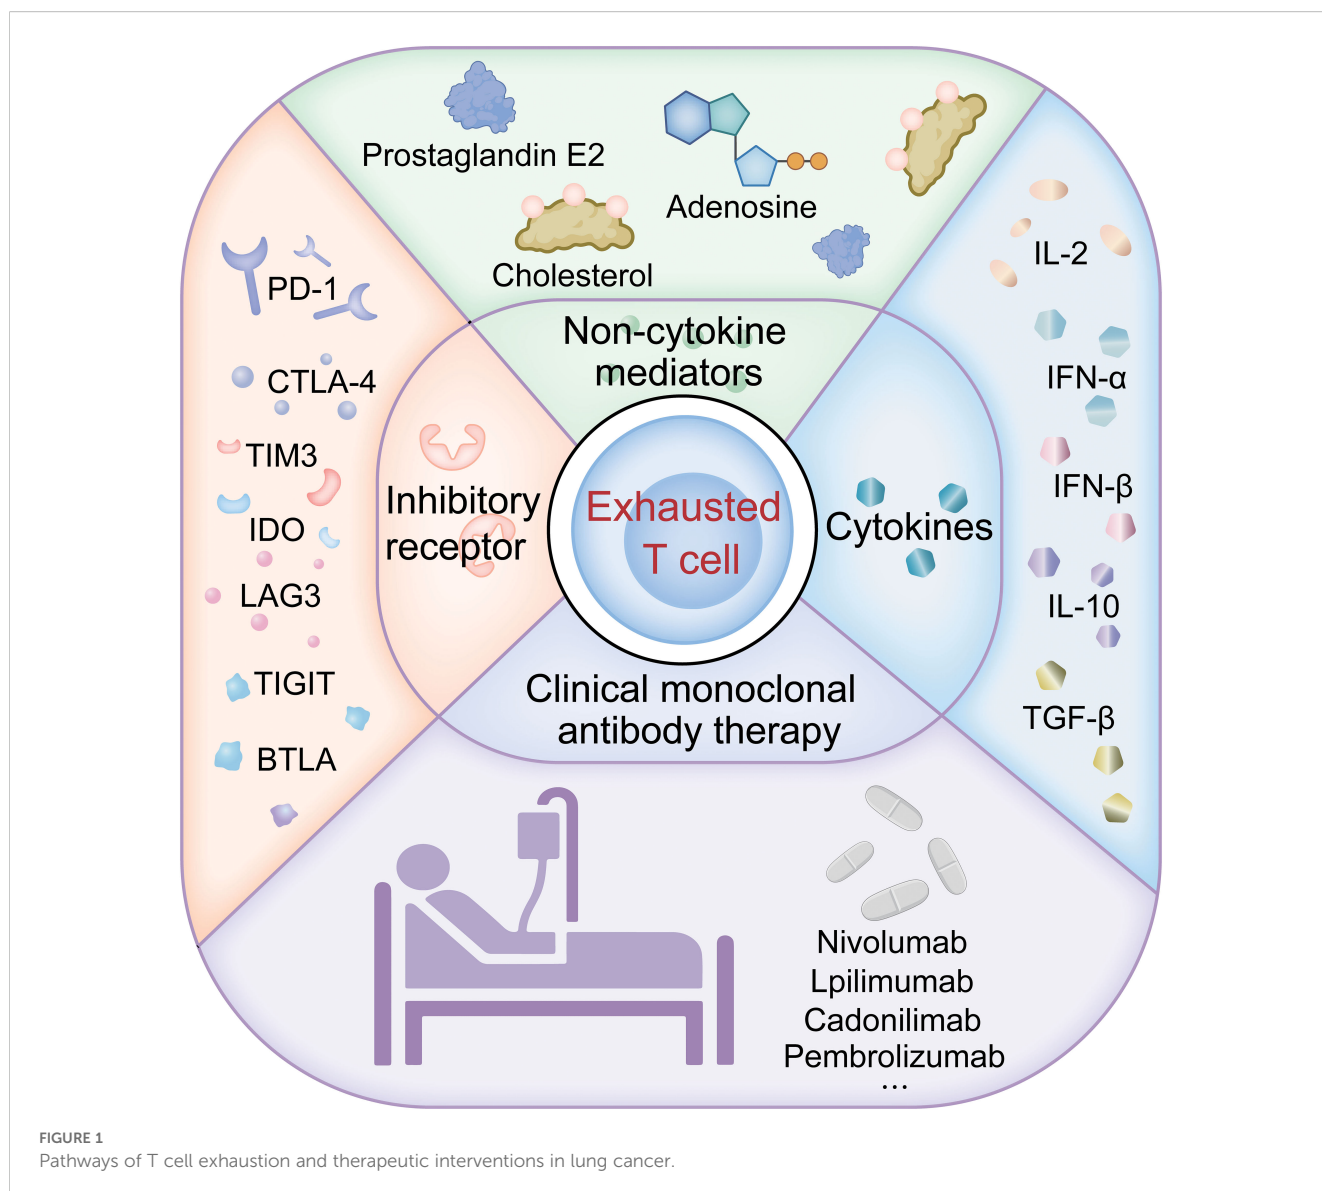 Prostaglandin E2
Adenosine
Cholesterol
Non-cytokine
mediators
PD-1
CTLA-4
TIM3
IDO
LAG3
TIGIT
BTLA
Inhibitory
receptor
Exhausted
T cell
Cytokines
IL-2
IFN-α
IFN-β
IL-10
TGF-β
Clinical monoclonal
antibody therapy
Nivolumab
Lpilimumab
Cadonilimab
Pembrolizumab
...
FIGURE 1
Pathways of T cell exhaustion and therapeutic interventions in lung cancer.